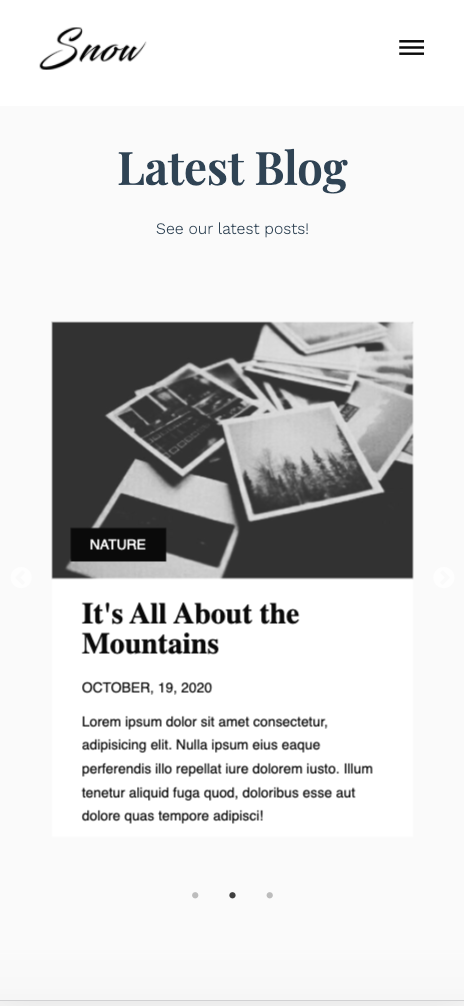 Snow
Latest Blog
See our latest posts!
NATURE
It's All About the
Mountains
OCTOBER, 19, 2020
Lorem ipsum dolor sit amet consectetur,
adipisicing elit. Nulla ipsum eius eaque
perferendis illo repellat iure dolorem iusto. Illum
tenetur aliquid fuga quod, doloribus esse aut
dolore quas tempore adipisci!